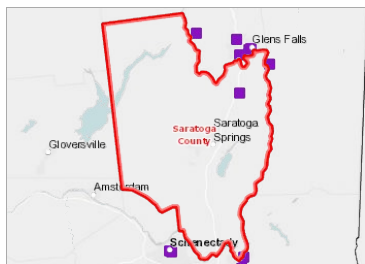 Glens Falls
Saratoga
County
Saratoga
Springs
Gloversville
Amsterdam
Schenectady